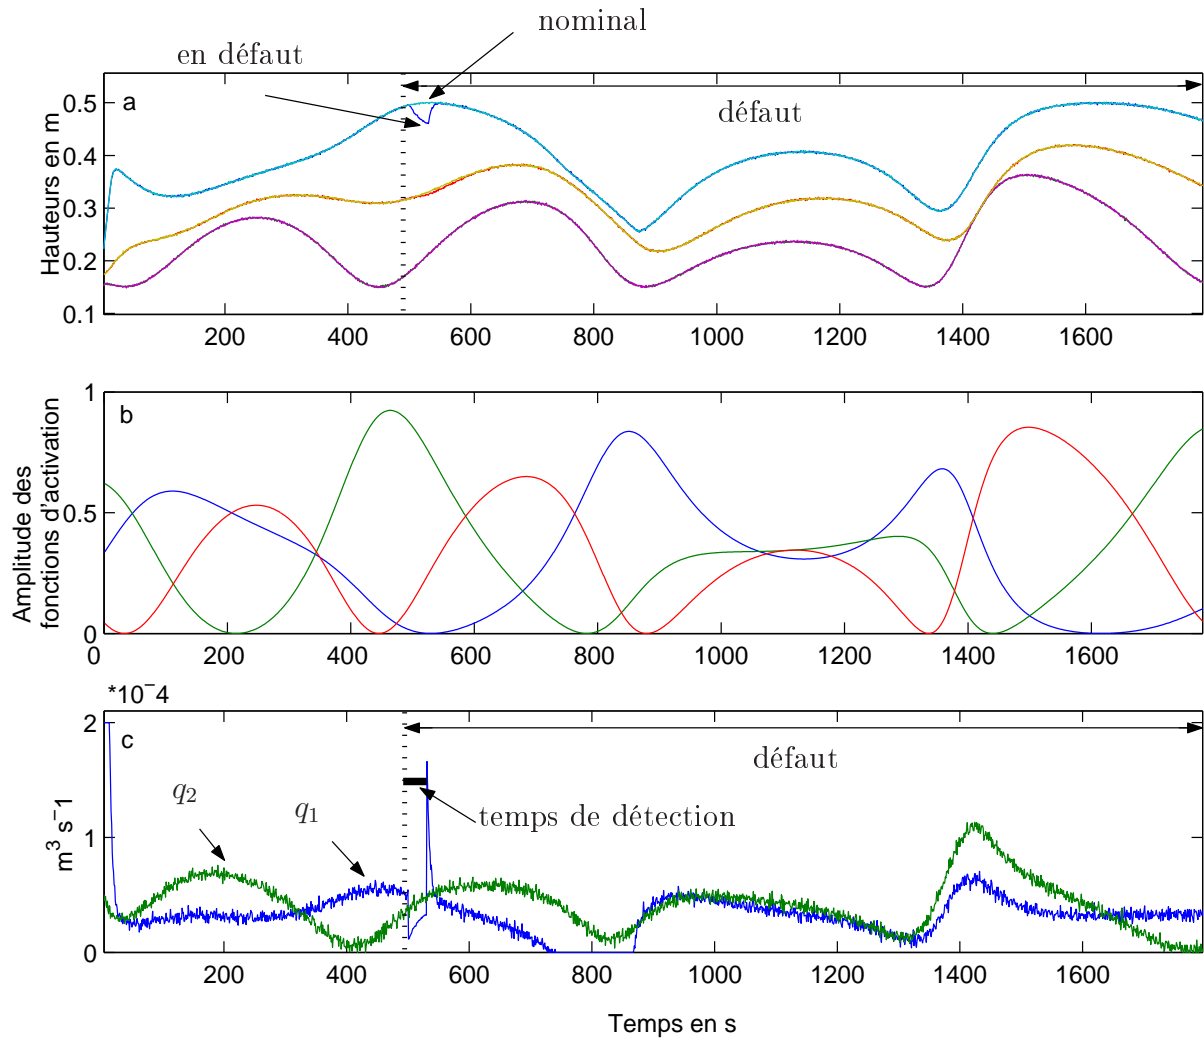 nominal
en défaut
a
défaut
Hauteurs en m
0.5
0.4
0.3
0.2
0.1
200 400 600 800 1000 1200 1400 1600
b
Amplitude des
fonctions d'activation
1
0.5
0
0 200 400 600 800 1000 1200 1400 1600
*10−4
c
défaut
q2
q1
temps de détection
m3 s−1
2
1
0
200 400 600 800 1000 1200 1400 1600
Temps en s